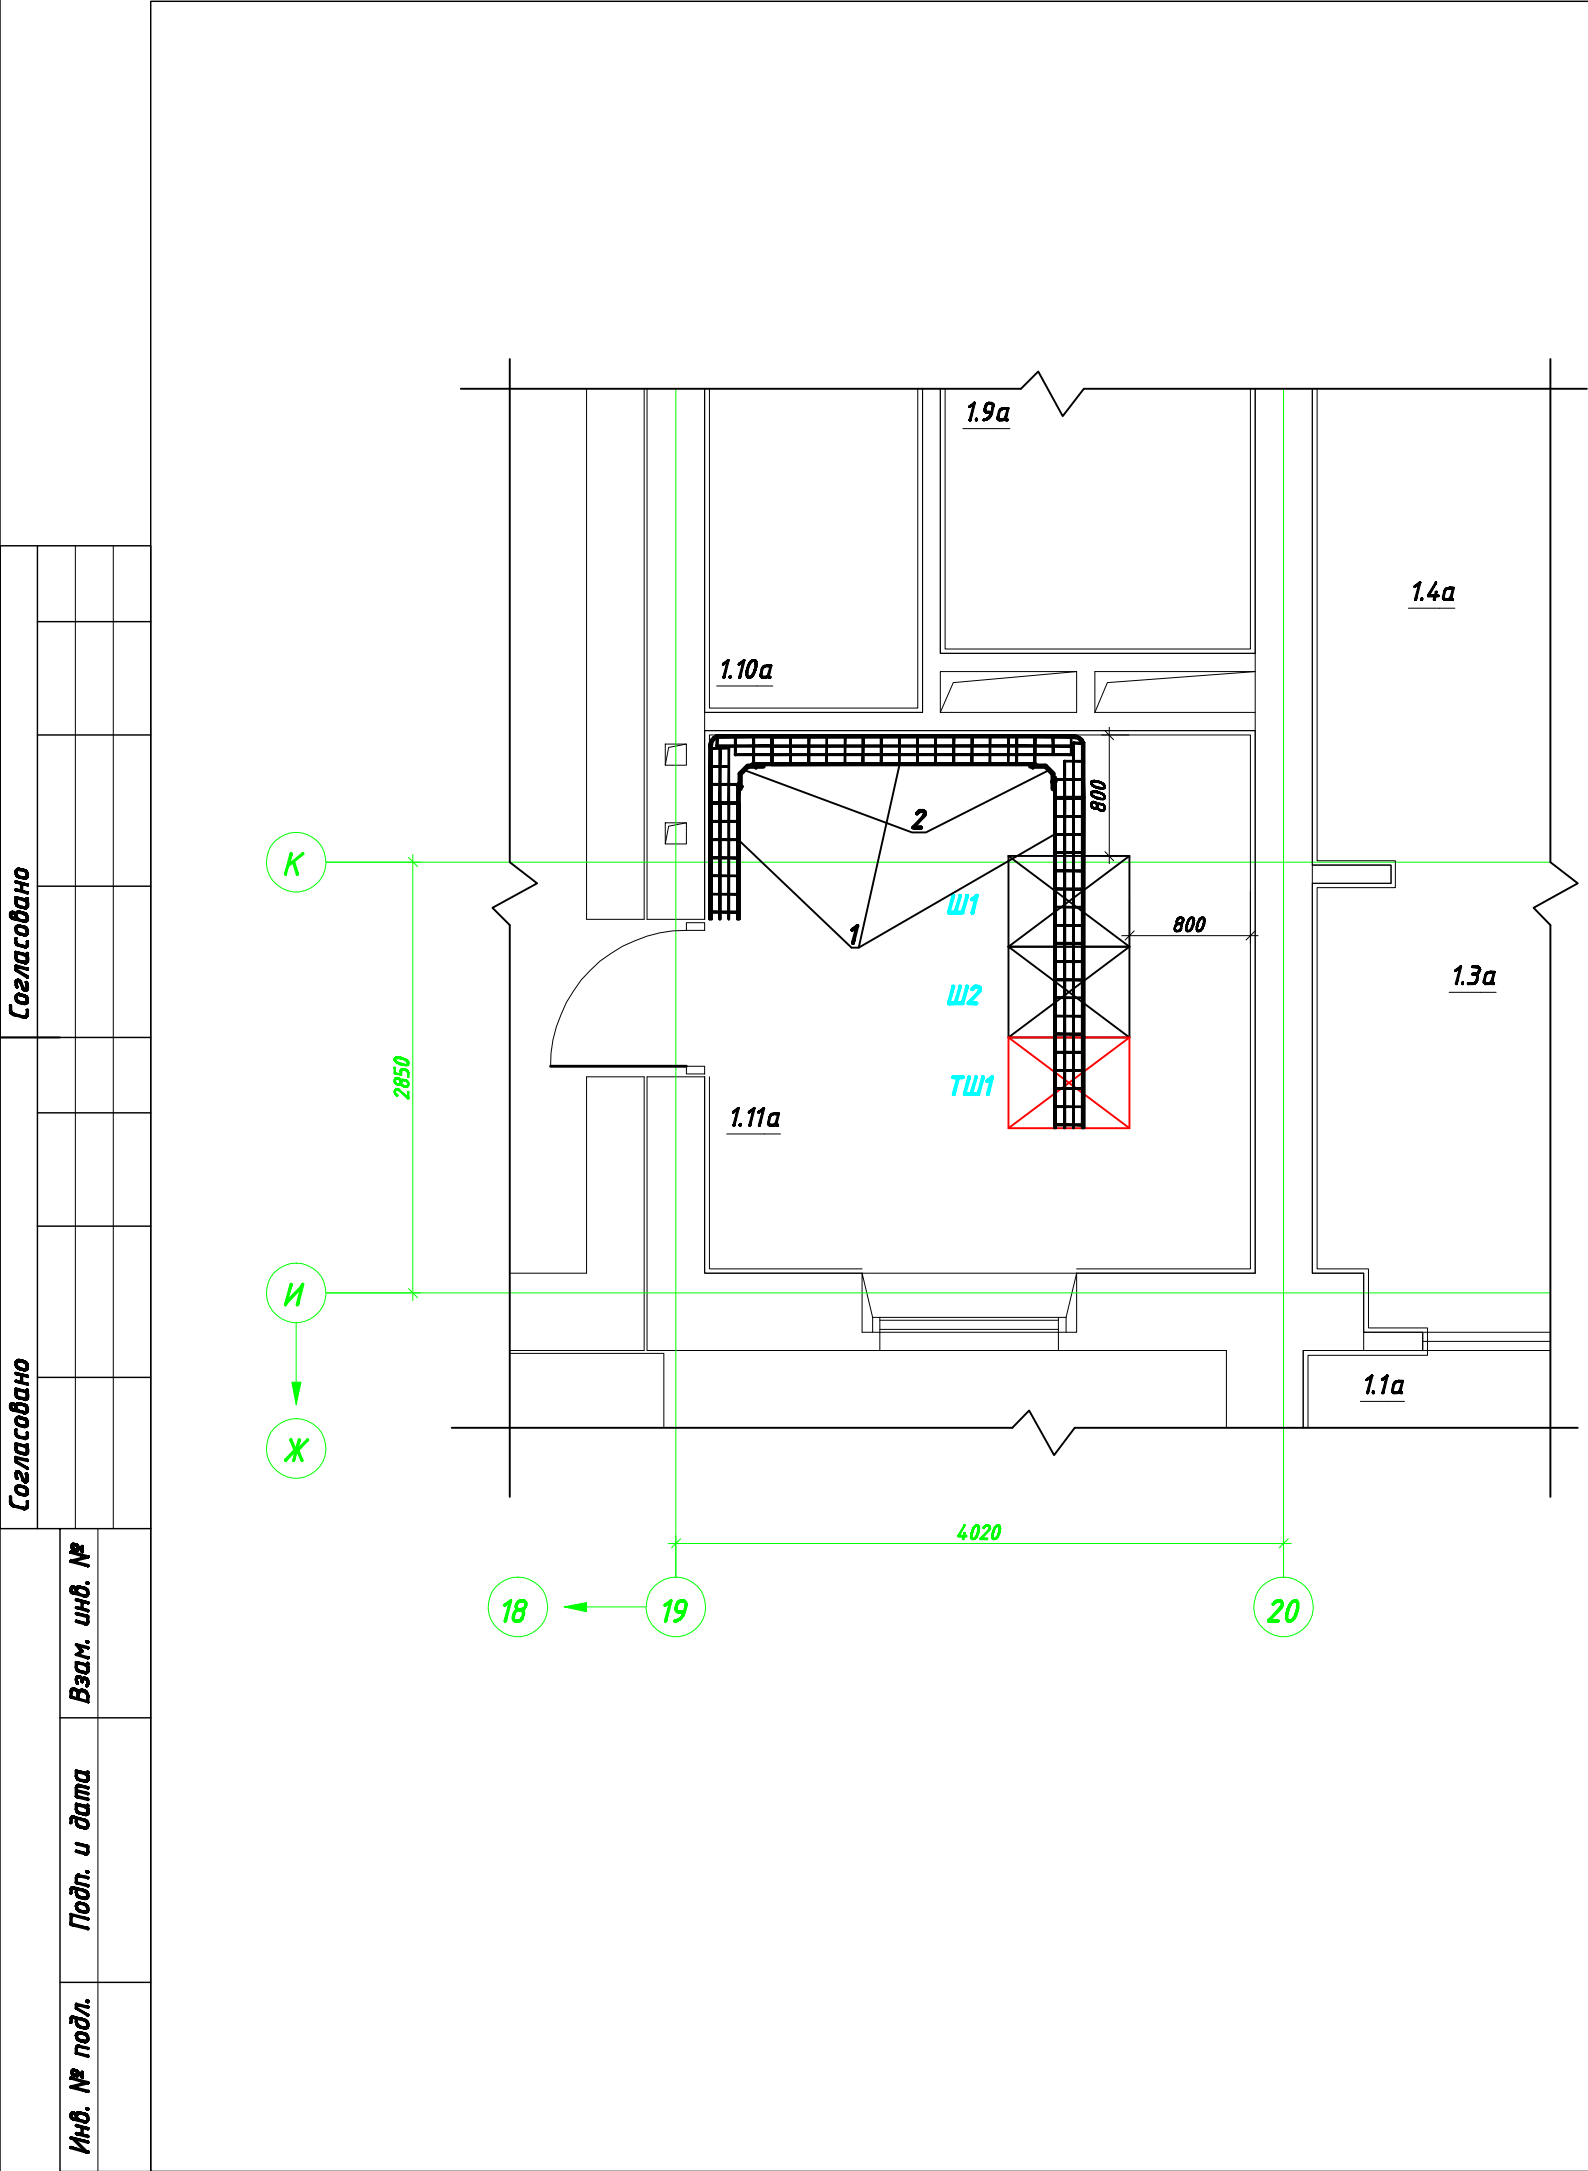 1.9а
1.4а
1.10а
800
2
К
Ш1
1
800
Ш2
1.3а
2850
ТШ1
1.11а
И
1.1а
Ж
4020
18
19
20
Согласовано
Согласовано
Взам. инв. №
Подп. и дата
Инв. № подл.